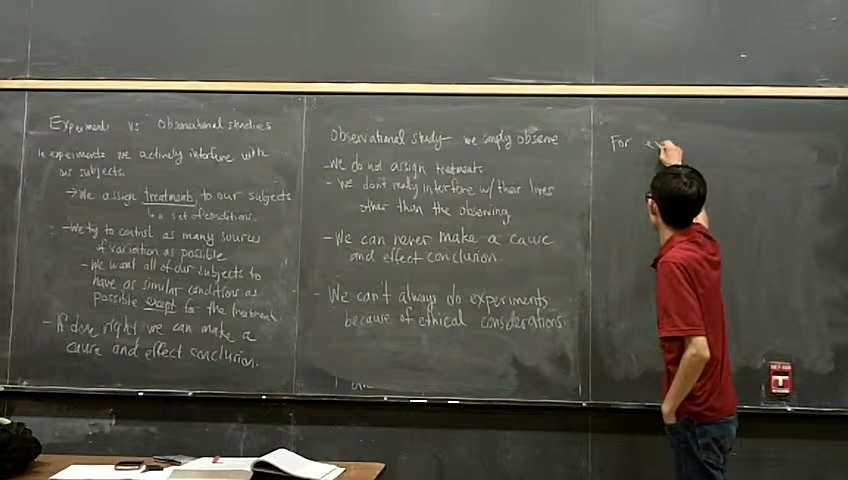 Experiments vs Observational studies
In experiments we actively interfere with
our subjects.
→ We assign treatments to our subjects
↳ a set of conditions.
- We try to control as many sources
of variation as possible
- We want all of our subjects to
have as similar conditions as
possible except for the treatment.
- If done right we can make a
cause and effect conclusion.
Observational study - we simply observe
- We do not assign treatments.
- We don't really interfere w/ their lives
other than the observing
- We can never make a cause
and effect conclusion.
- We can't always do experiments
because of ethical considerations.
For